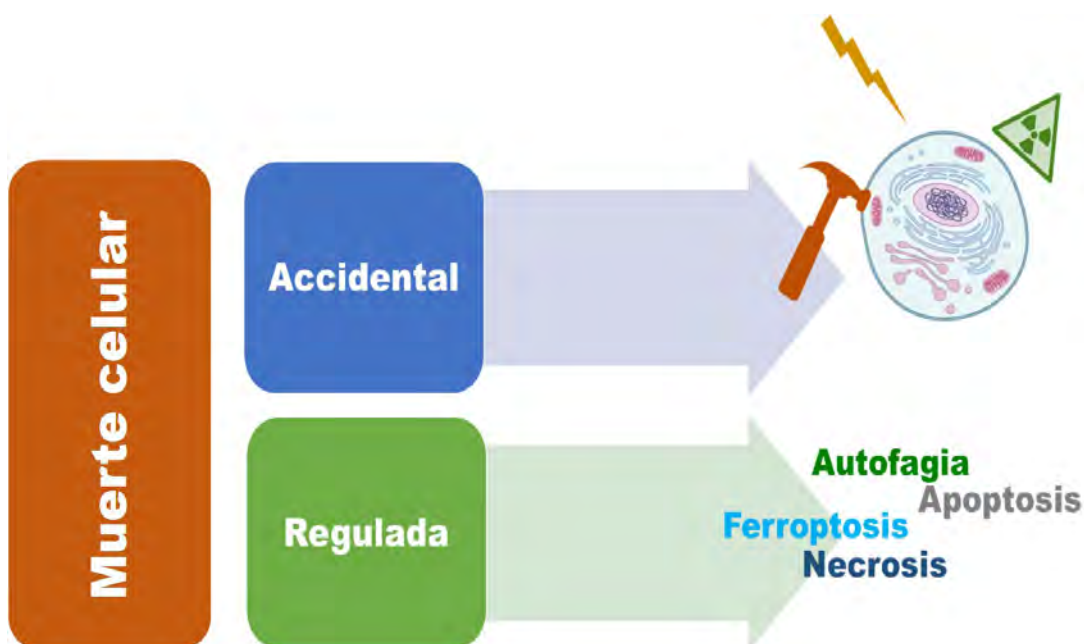 Muerte celular
Accidental
Regulada
Autofagia
Apoptosis
Ferroptosis
Necrosis